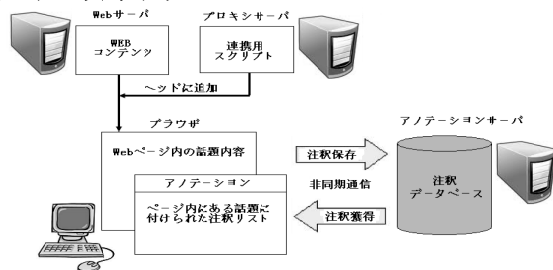 Webサーバ
プロキシサーバ
WEB
コンテンツ
連携用
スクリプト
ヘッドに追加
ブラウザ
アノテーションサーバ
Webページ内の話題内容
注釈保存
アノテーション
非同期通信
注釈
データベース
ページ内にある話題に
付けられた注釈リスト
注釈獲得